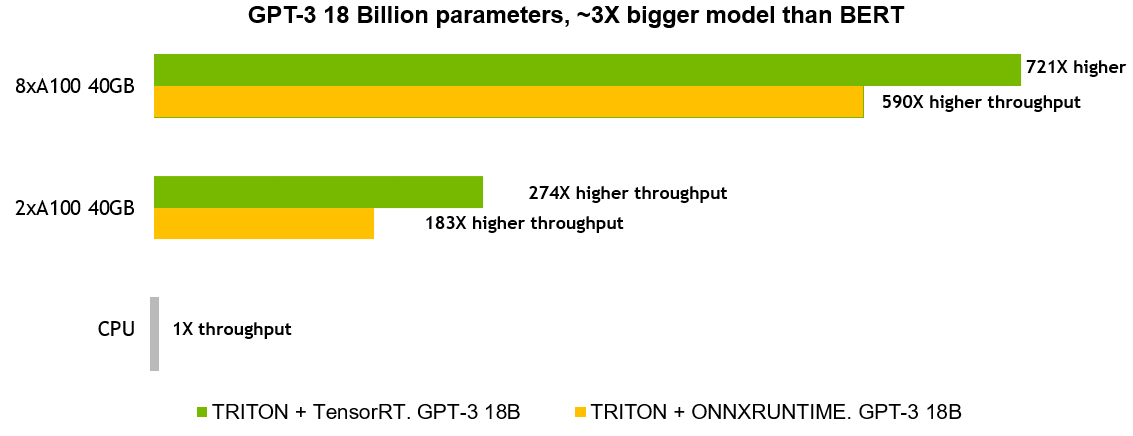 GPT-3 18 Billion parameters, ~3X bigger model than BERT
8xA100 40GB
721X higher
590X higher throughput
2xA100 40GB
274X higher throughput
183X higher throughput
CPU
1X throughput
TRITON + TensorRT. GPT-3 18B
TRITON + ONNXRUNTIME. GPT-3 18B